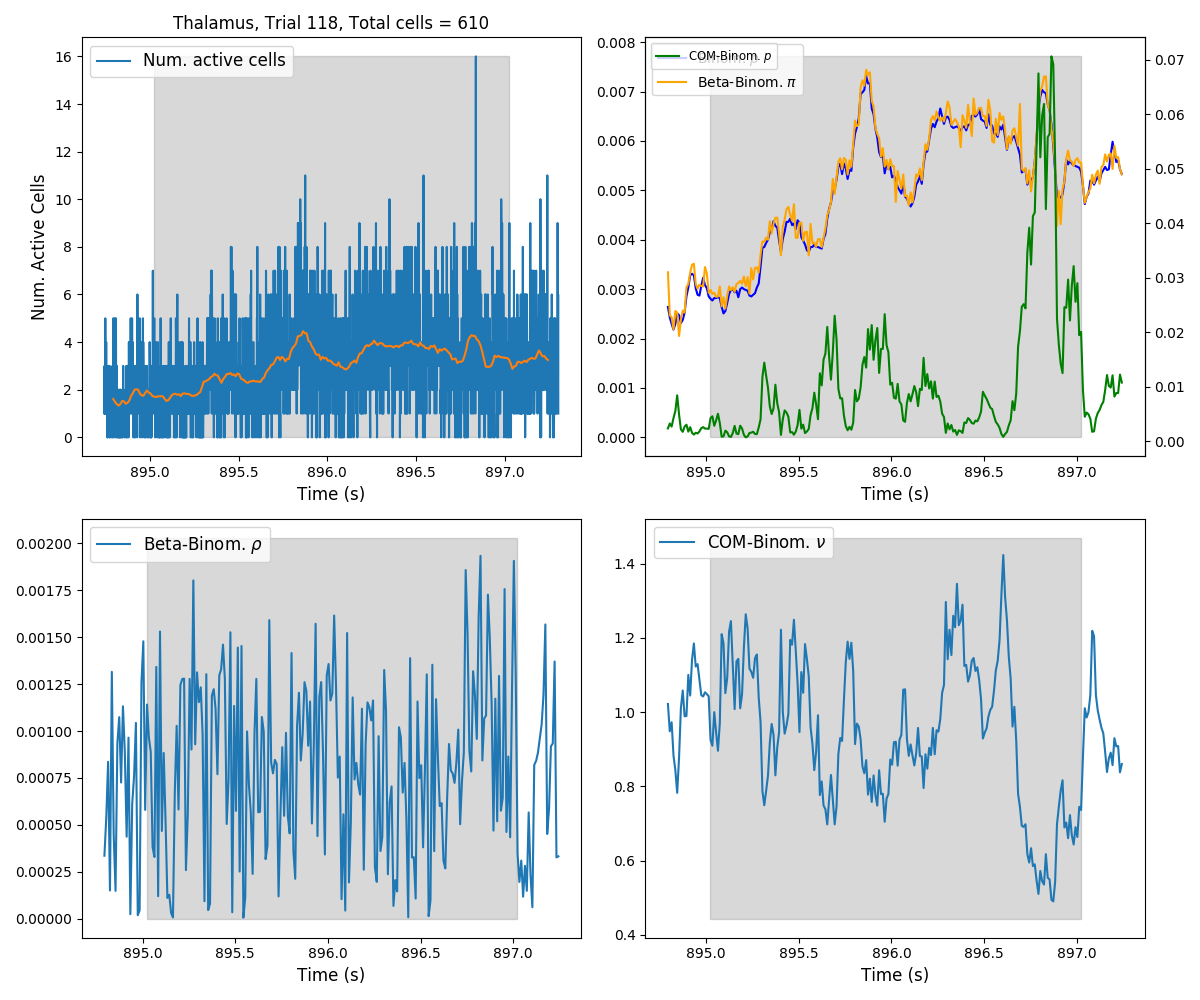 Thalamus, Trial 118, Total cells = 610
Num. active cells
Num. Active Cells
16
14
12
10
8
6
4
2
0
895.0 895.5 896.0 896.5 897.0
Time (s)
COM-Binom. p
Beta-Binom. π
0.008
0.007
0.006
0.005
0.004
0.003
0.002
0.001
0.000
0.07
0.06
0.05
0.04
0.03
0.02
0.01
0.00
895.0 895.5 896.0 896.5 897.0
Time (s)
Beta-Binom. ρ
0.00200
0.00175
0.00150
0.00125
0.00100
0.00075
0.00050
0.00025
0.00000
895.0 895.5 896.0 896.5 897.0
Time (s)
COM-Binom. ν
1.4
1.2
1.0
0.8
0.6
0.4
895.0 895.5 896.0 896.5 897.0
Time (s)